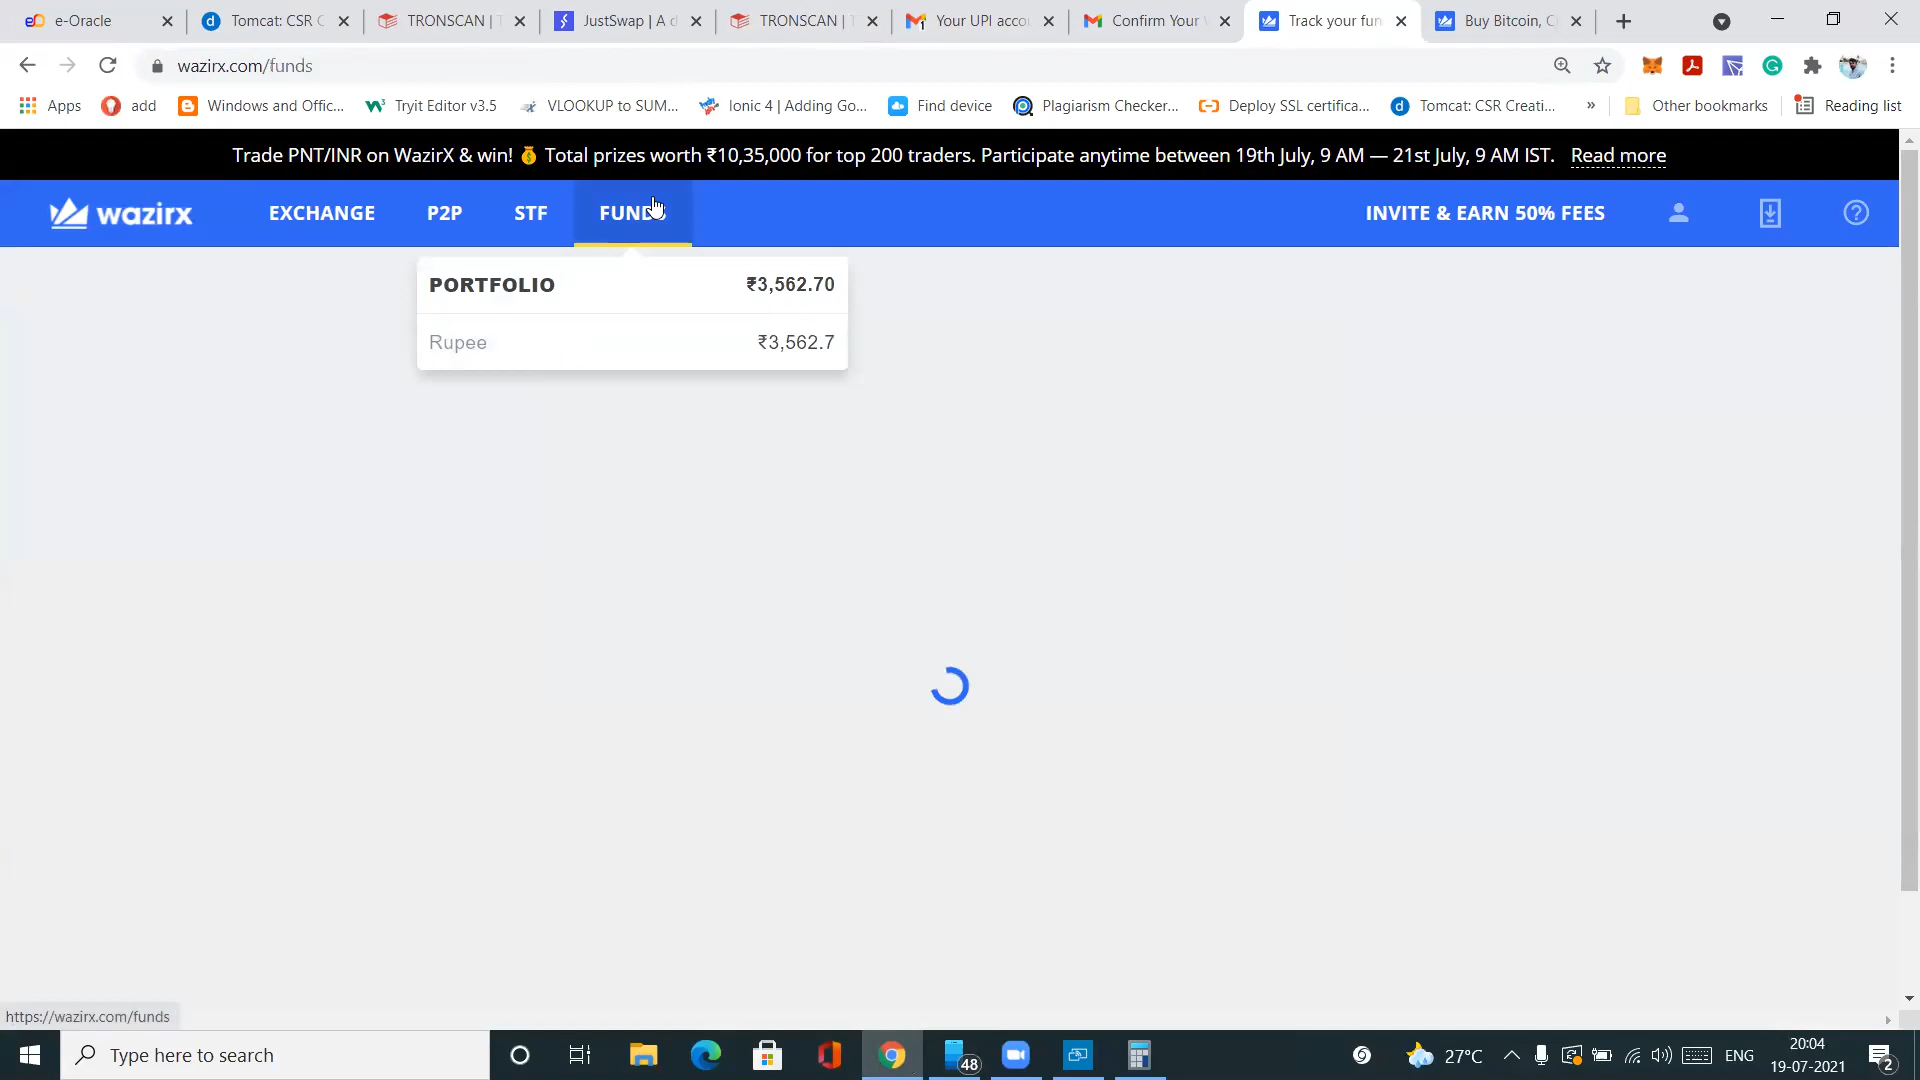 e-Oracle
Tomcat: CSR C
TRONSCAN | T
JustSwap | A d
TRONSCAN | T
Your UPI accou
Confirm Your
Track your fun
Buy Bitcoin, C
wazirx.com/funds
Apps
add
Windows and Offic...
Tryit Editor v3.5
VLOOKUP to SUM...
Ionic 4 | Adding Go...
Find device
Plagiarism Checker...
Deploy SSL certifica...
Tomcat: CSR Creati...
»
Other bookmarks
Reading list
Trade PNT/INR on WazirX & win! 💰 Total prizes worth ₹10,35,000 for top 200 traders. Participate anytime between 19th July, 9 AM — 21st July, 9 AM IST. Read more
wazirx
EXCHANGE
P2P
STF
FUNDS
INVITE & EARN 50% FEES
PORTFOLIO ₹3,562.70
Rupee ₹3,562.7
https://wazirx.com/funds
Type here to search
48
27°C
ENG
20:04
19-07-2021
2